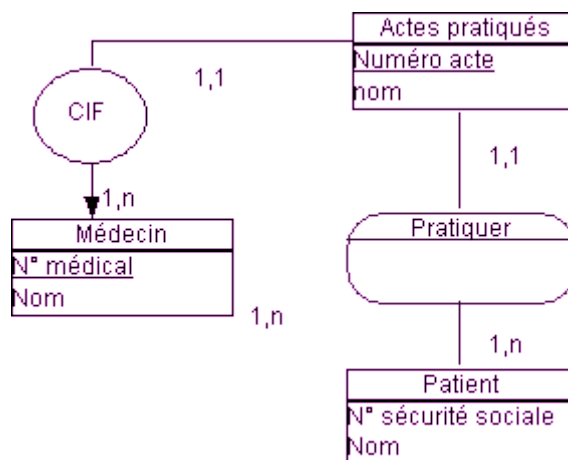 Actes pratiqués
Numéro acte
nom
1,1
CIF
1,1
1,n
Médecin
N° médical
Nom
Pratiquer
1,n
1,n
Patient
N° sécurité sociale
Nom